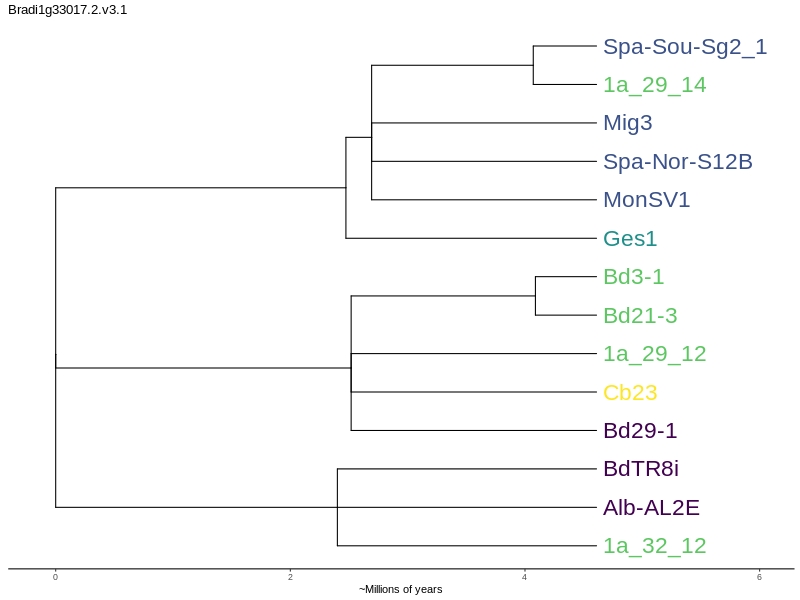 Bradi1g33017.2.v3.1
Spa-Sou-Sg2_1
1a_29_14
Mig3
Spa-Nor-S12B
MonSV1
Ges1
Bd3-1
Bd21-3
1a_29_12
Cb23
Bd29-1
BdTR8i
Alb-AL2E
1a_32_12
0 2 4 6
~Millions of years